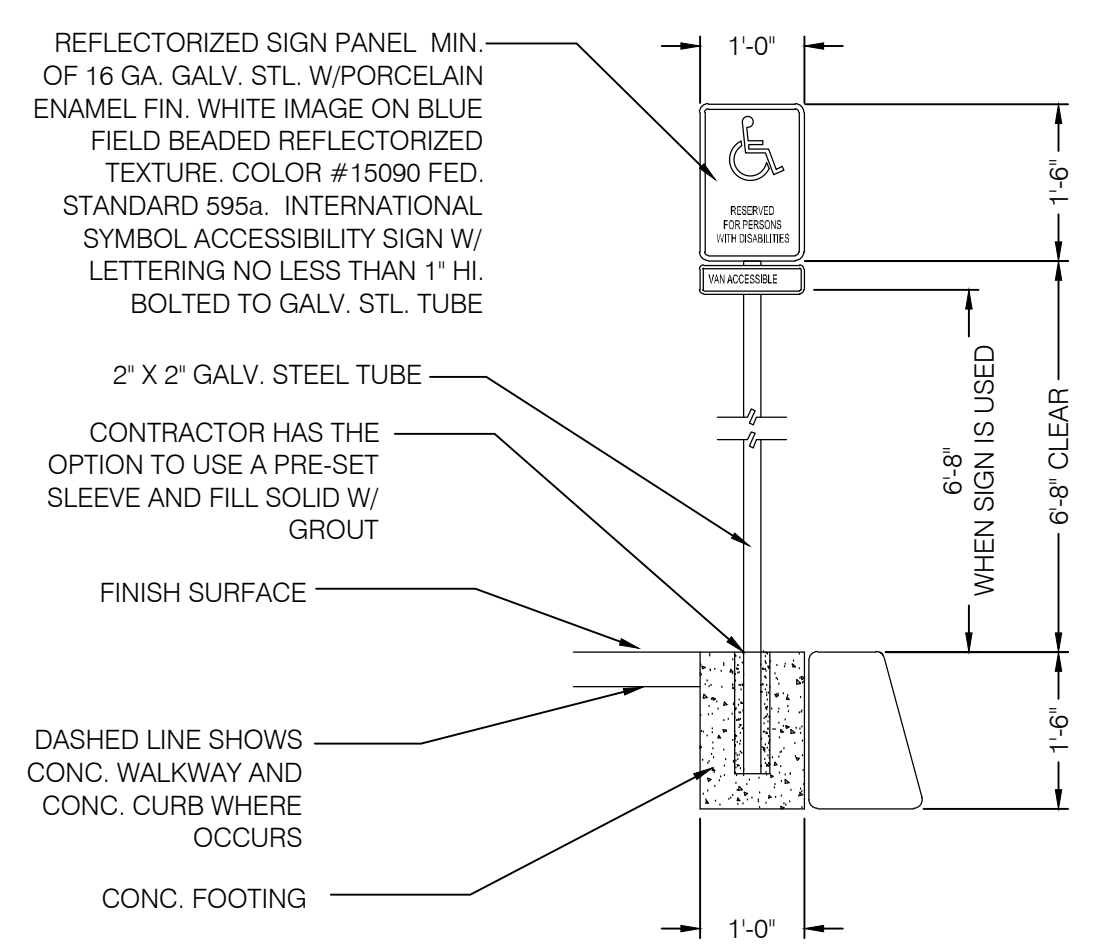 REFLECTORIZED SIGN PANEL MIN.
OF 16 GA. GALV. STL. W/PORCELAIN
ENAMEL FIN. WHITE IMAGE ON BLUE
FIELD BEADED REFLECTORIZED
TEXTURE. COLOR #15090 FED.
STANDARD 595a. INTERNATIONAL
SYMBOL ACCESSIBILITY SIGN W/
LETTERING NO LESS THAN 1" HI.
BOLTED TO GALV. STL. TUBE
2" X 2" GALV. STEEL TUBE
CONTRACTOR HAS THE
OPTION TO USE A PRE-SET
SLEEVE AND FILL SOLID W/
GROUT
FINISH SURFACE
DASHED LINE SHOWS
CONC. WALKWAY AND
CONC. CURB WHERE
OCCURS
CONC. FOOTING
1'-0"
RESERVED
FOR PERSONS
WITH DISABILITIES
VAN ACCESSIBLE
1'-6"
6'-8"
WHEN SIGN IS USED
6'-8" CLEAR
1'-6"
1'-0"